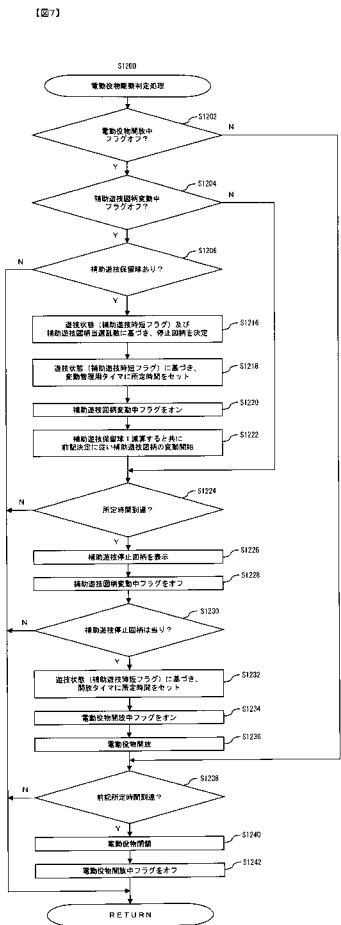 【図7】
S1200
電動役物駆動判定処理
S1202
電動役物開放中
フラグオフ?
N
Y
S1204
補助遊技図柄変動中
フラグオフ?
N
Y
S1206
補助遊技保留球あり?
N
Y
S1216
遊技状態(補助遊技時短フラグ)及び
補助遊技図柄当選乱数に基づき、停止図柄を決定
S1218
遊技状態(補助遊技時短フラグ)に基づき、
変動管理用タイマに所定時間をセット
S1220
補助遊技図柄変動中フラグをオン
S1222
補助遊技保留球1減算すると共に
前記決定に従い補助遊技図柄の変動開始
S1224
所定時間到達?
N
Y
S1226
補助遊技停止図柄を表示
S1228
補助遊技図柄変動中フラグをオフ
S1230
補助遊技停止図柄は当り?
N
Y
S1232
遊技状態(補助遊技時短フラグ)に基づき、
開放タイマに所定時間をセット
S1234
電動役物開放中フラグをオン
S1236
電動役物開放
S1238
前記所定時間到達?
N
Y
S1240
電動役物閉鎖
S1242
電動役物開放中フラグをオフ
RETURN